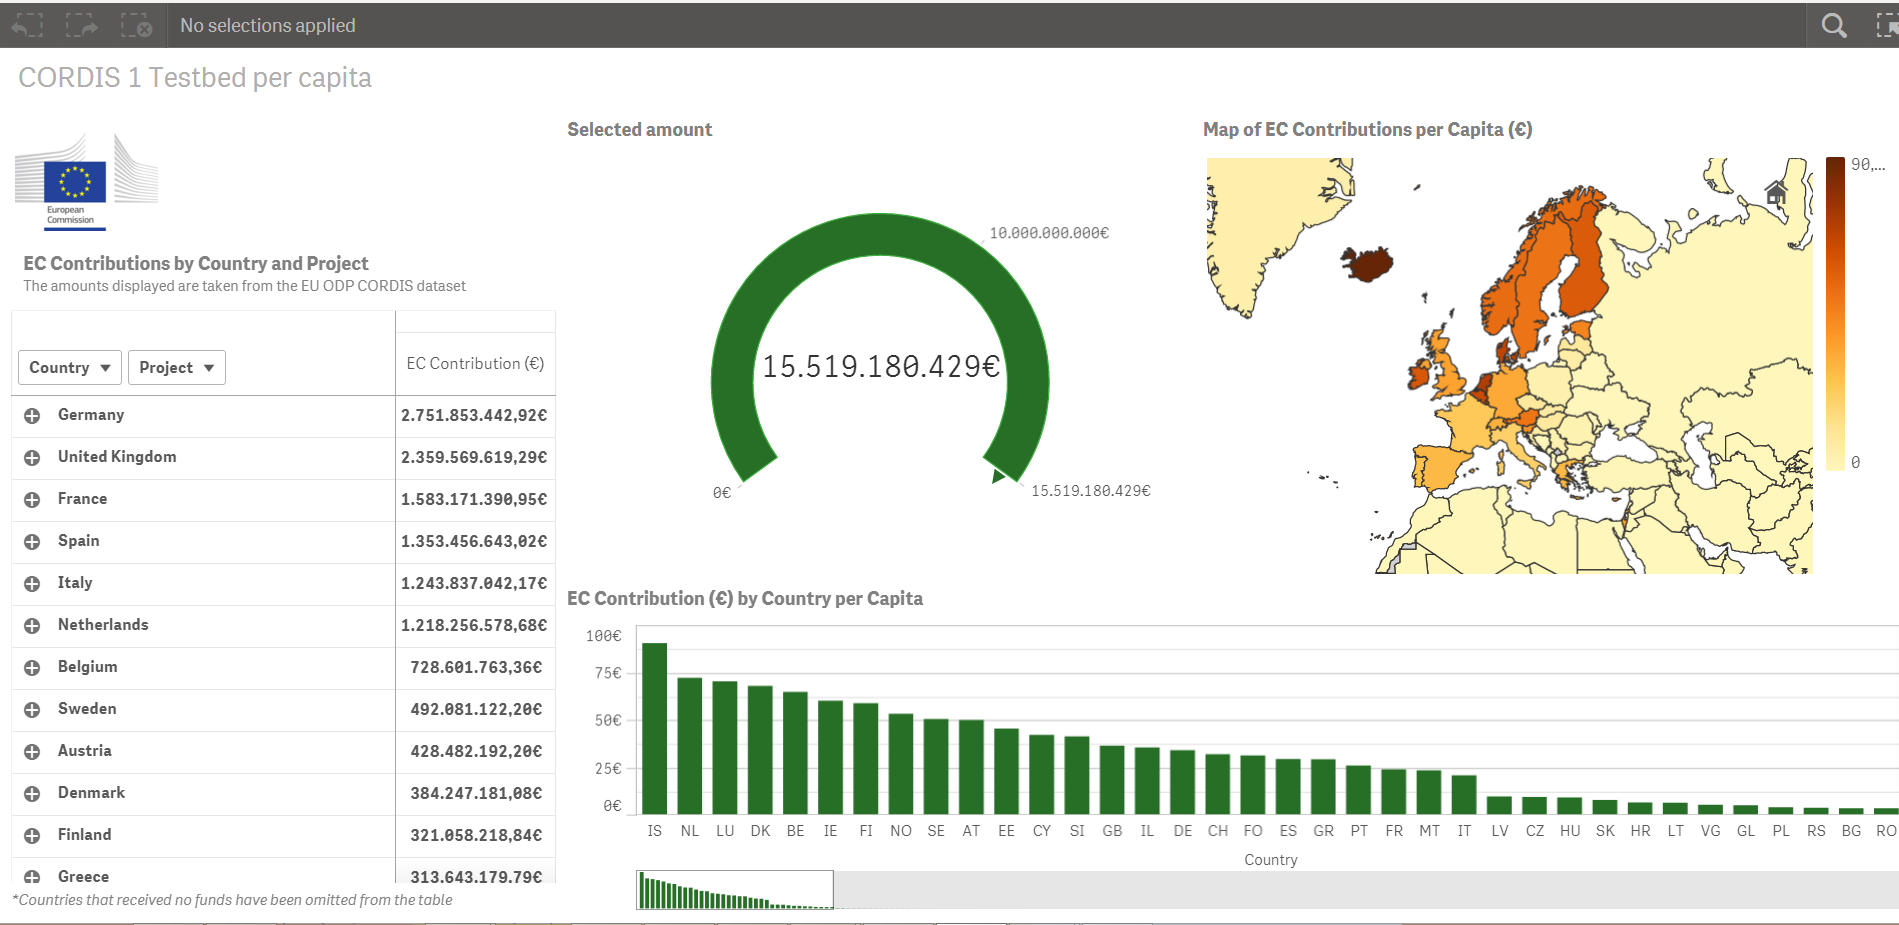 No selections applied
CORDIS 1 Testbed per capita
European
Commission
EC Contributions by Country and Project
The amounts displayed are taken from the EU ODP CORDIS dataset
Country
Project
EC Contribution (€)
Germany 2.751.853.442,92€
United Kingdom 2.359.569.619,29€
France 1.583.171.390,95€
Spain 1.353.456.643,02€
Italy 1.243.837.042,17€
Netherlands 1.218.256.578,68€
Belgium 728.601.763,36€
Sweden 492.081.122,20€
Austria 428.482.192,20€
Denmark 384.247.181,08€
Finland 321.058.218,84€
Greece 313.643.179,79€
*Countries that received no funds have been omitted from the table
Selected amount
10.000.000.000€
15.519.180.429€
0€
15.519.180.429€
Map of EC Contributions per Capita (€)
90,...
0
EC Contribution (€) by Country per Capita
100€
75€
50€
25€
0€
IS NL LU DK BE IE FI NO SE AT EE CY SI GB IL DE CH FO ES GR PT FR MT IT LV CZ HU SK HR LT VG GL PL RS BG RO
Country